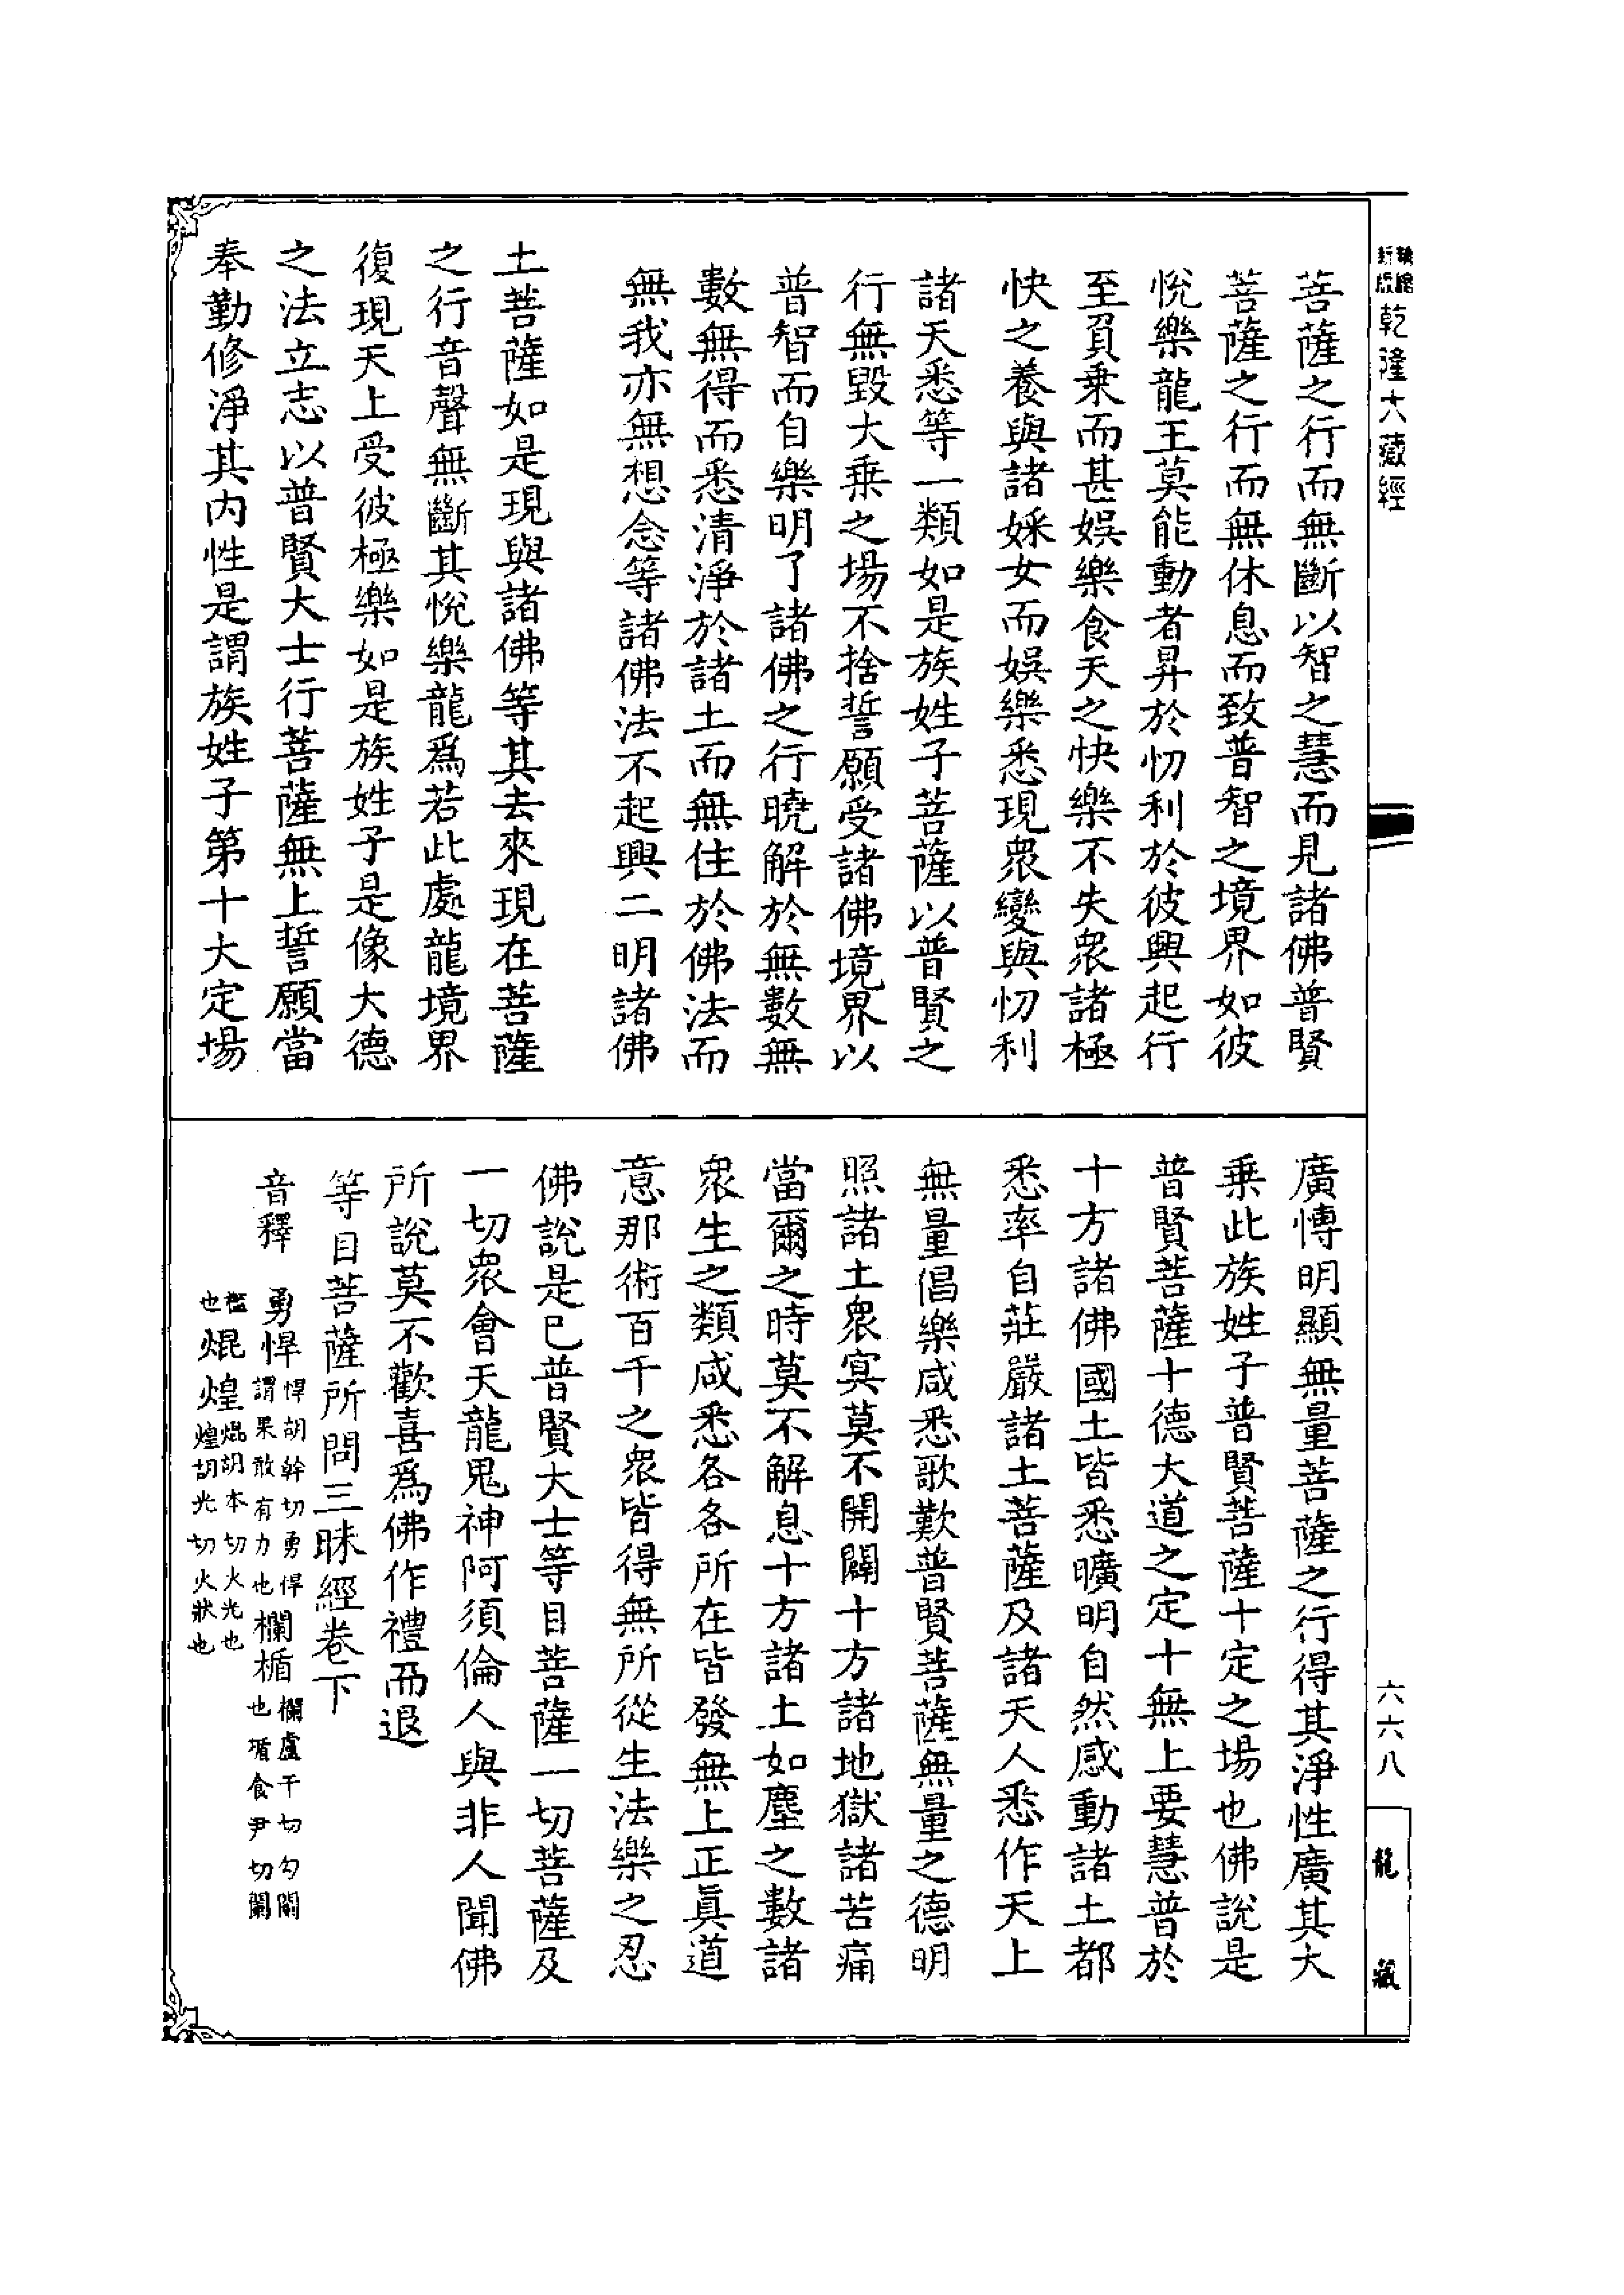 乾隆大藏經
六六八
龍藏
菩薩之行而無斷以智之慧而見諸佛普賢
菩薩之行而無休息而致普智之境界如彼
悅樂龍王莫能動者昇於忉利於彼興起行
至負乗而甚娛樂食天之快樂不失衆諸極
快之養與諸婇女而娛樂悉現衆變與忉利
諸天悉等一類如是族姓子菩薩以普賢之
行無毀大乗之場不捨誓願受諸佛境界以
普智而自樂明了諸佛之行曉解於無數無
數無得而悉清淨於諸土而無住於佛法而
無我亦無想念等諸佛法不起興二明諸佛
土菩薩如是現與諸佛等其去來現在菩薩
之行音聲無斷其悅樂龍爲若此處龍境界
復現天上受彼極樂如是族姓子是像大德
之法立志以普賢大士行菩薩無上誓願當
奉勤修淨其内性是謂族姓子第十大定場
廣愽明顯無量菩薩之行得其淨性廣其大
乗此族姓子普賢菩薩十定之場也佛說是
普賢菩薩十德大道之定十無上要慧普於
十方諸佛國土皆悉曠明自然感動諸土都
悉率自莊嚴諸土菩薩及諸天人悉作天上
無量倡樂咸悉歌歎普賢菩薩無量之德明
照諸土衆㝠莫不開闢十方諸地獄諸苦痛
當爾之時莫不解息十方諸土如塵之數諸
衆生之類咸悉各各所在皆發無上正真道
意那術百千之衆皆得無所從生法樂之忍
佛說是已普賢大士等目菩薩一切菩薩及
一切衆會天龍鬼神阿須倫人與非人聞佛
所說莫不歡喜爲佛作禮而退
等目菩薩所問三昧經卷下
音釋　勇悍悍胡幹切勇悍謂果敢有力也欄楯欄盧干切勾闌也楯食尹切闌
檻也焜煌焜胡本切火光也煌胡光切火狀也